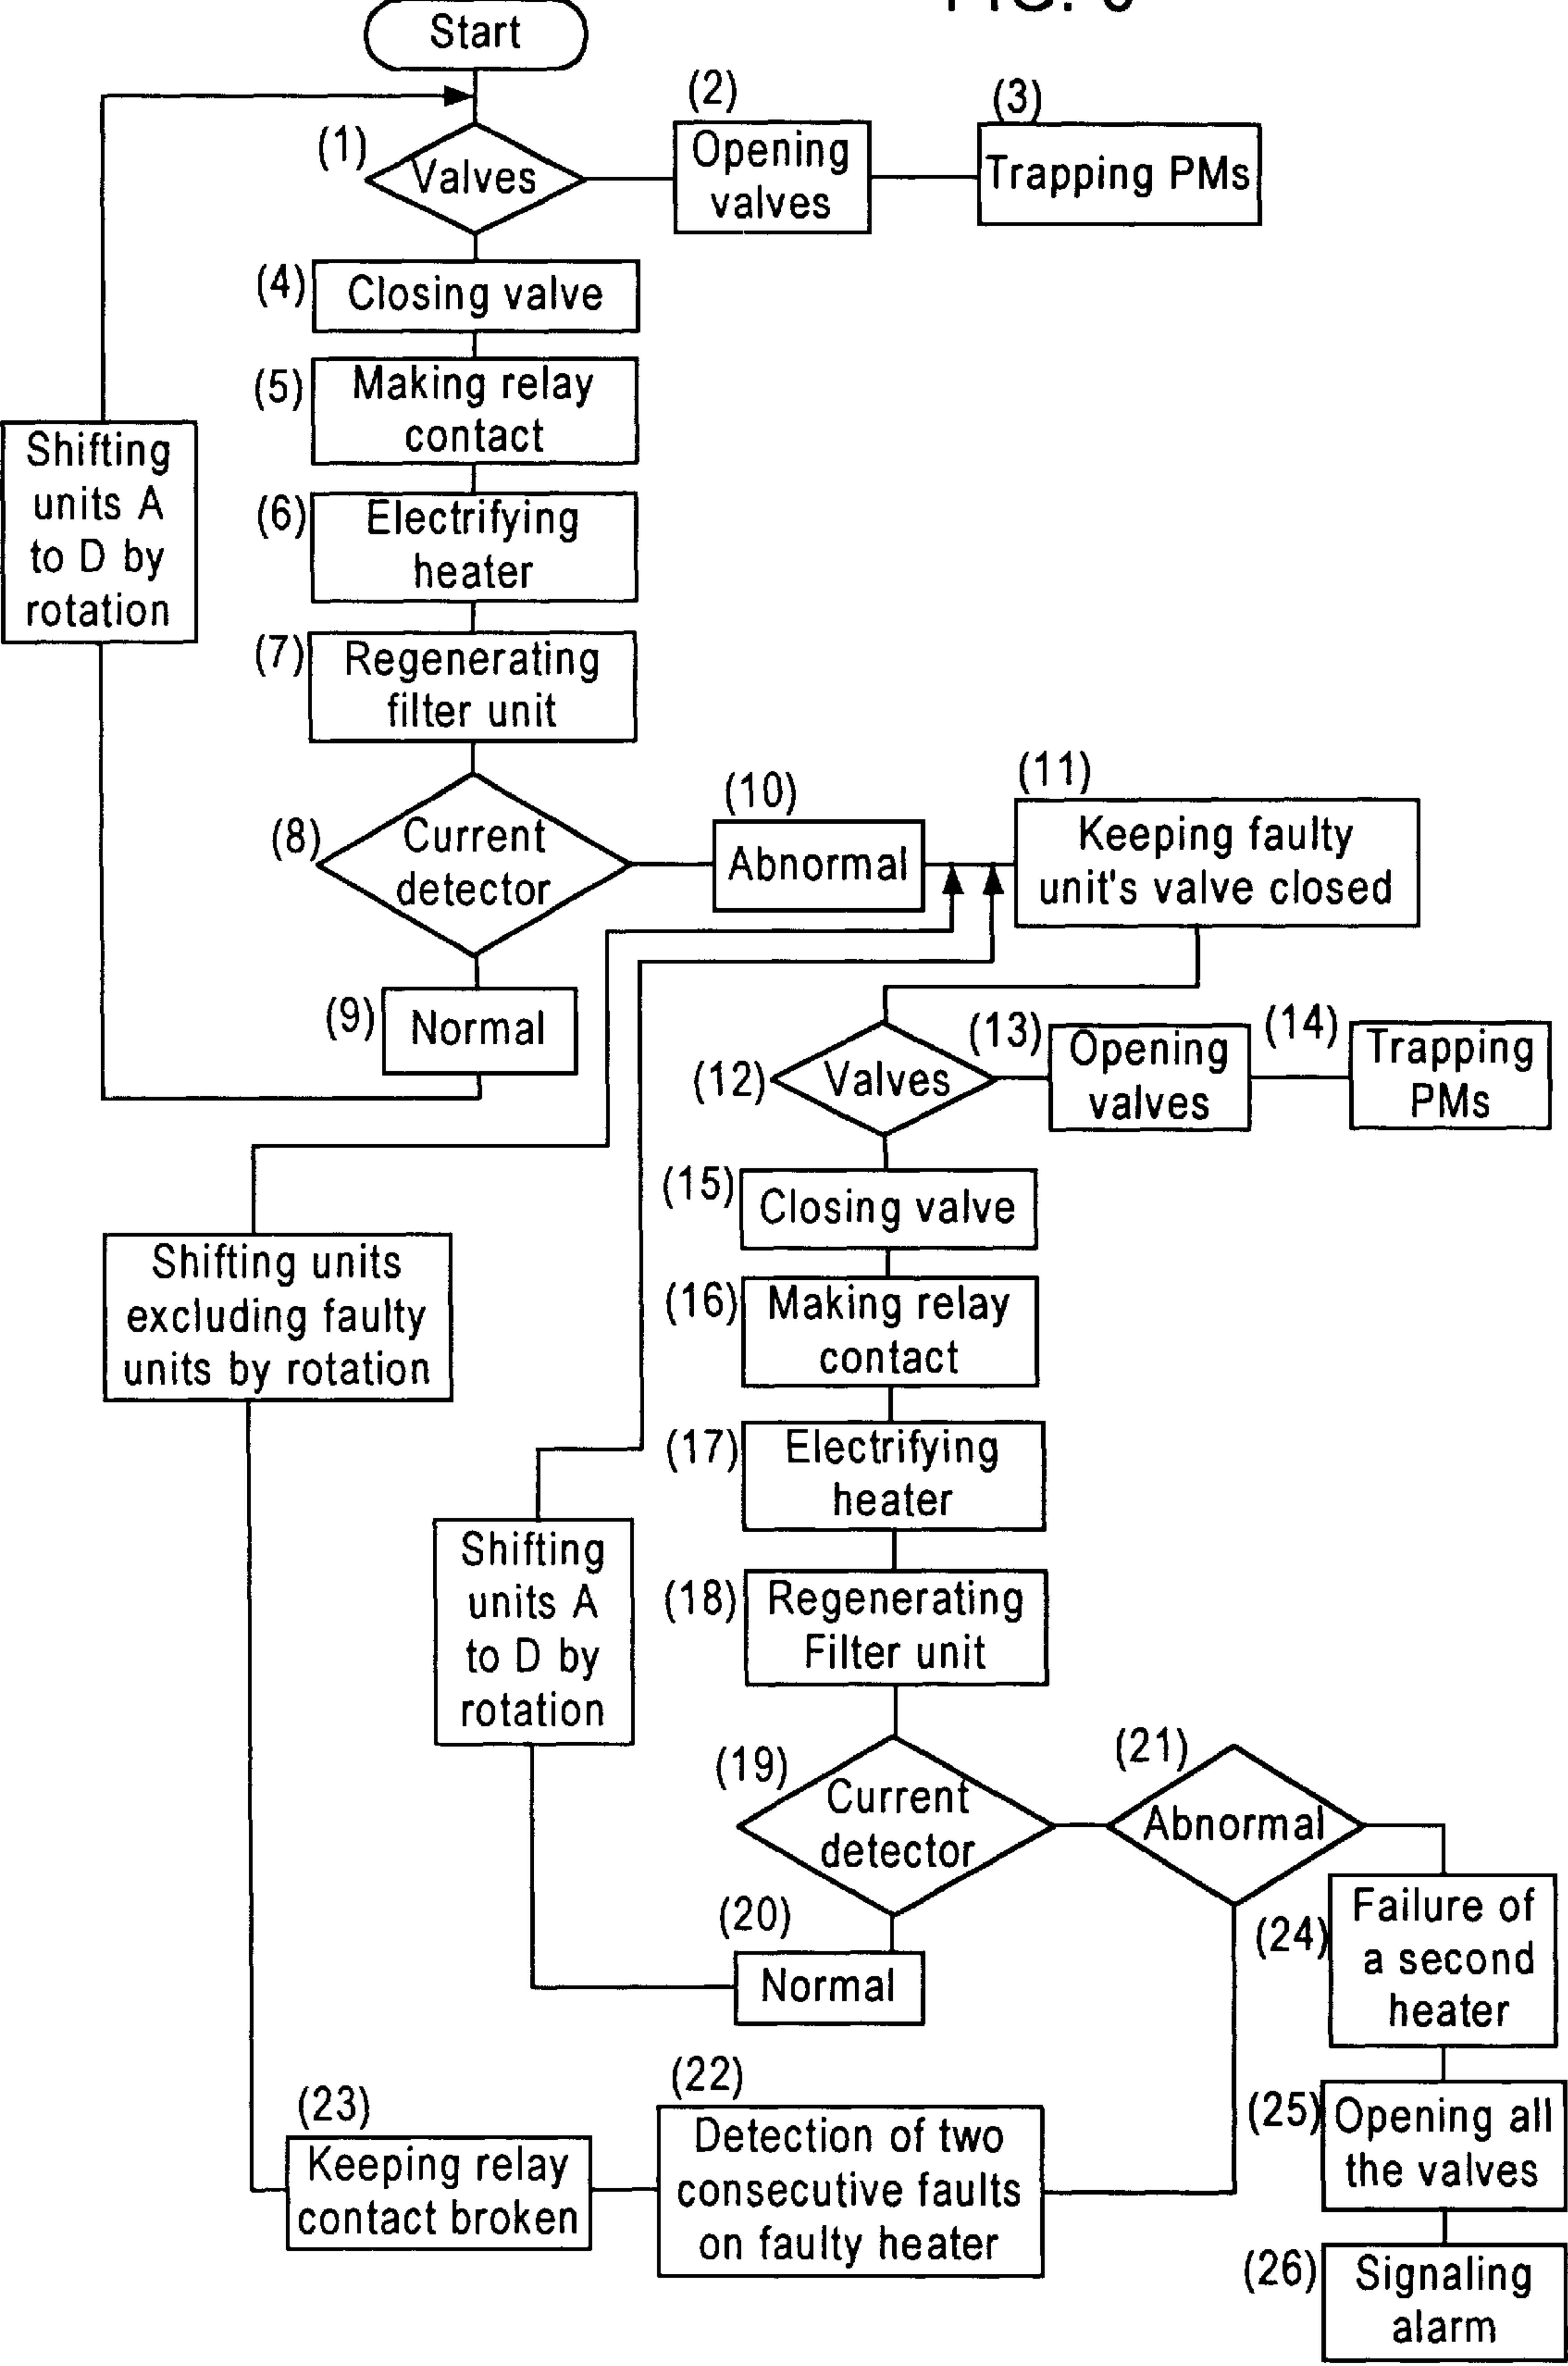 Start
(1)
Valves
(2)
Opening
valves
(3)
Trapping PMs
(4)
Closing valve
(5)
Making relay
contact
(6)
Electrifying
heater
(7)
Regenerating
filter unit
Shifting
units A
to D by
rotation
(8)
Current
detector
(10)
Abnormal
(11)
Keeping faulty
unit's valve closed
(9)
Normal
(12)
Valves
(13)
Opening
valves
(14)
Trapping
PMs
(15)
Closing valve
Shifting units
excluding faulty
units by rotation
(16)
Making relay
contact
(17)
Electrifying
heater
Shifting
units A
to D by
rotation
(18)
Regenerating
Filter unit
(19)
Current
detector
(21)
Abnormal
(20)
Normal
(24)
Failure of
a second
heater
(22)
Detection of two
consecutive faults
on faulty heater
(23)
Keeping relay
contact broken
(25)
Opening all
the valves
(26)
Signaling
alarm